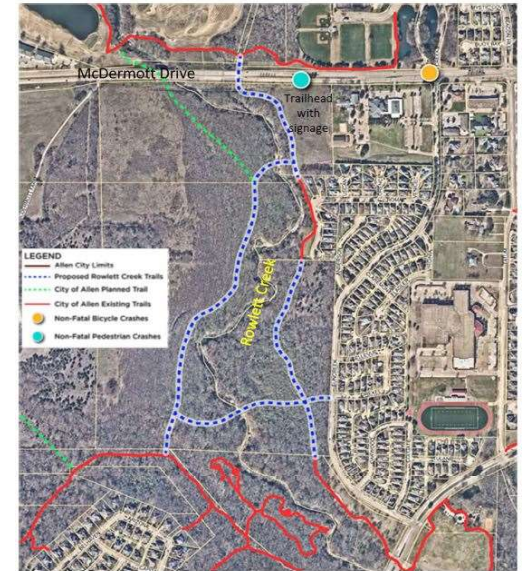 McDermott Drive
Trailhead
with
signage
Rowlett Creek
LEGEND
Allen City Limits
Proposed Rowlett Creek Trails
City of Allen Planned Trail
City of Allen Existing Trails
Non-Fatal Bicycle Crashes
Non-Fatal Pedestrian Crashes